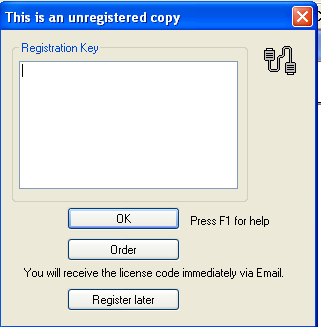 This is an unregistered copy
Registration Key
OK
Press F1 for help
Order
You will receive the license code immediately via Email.
Register later